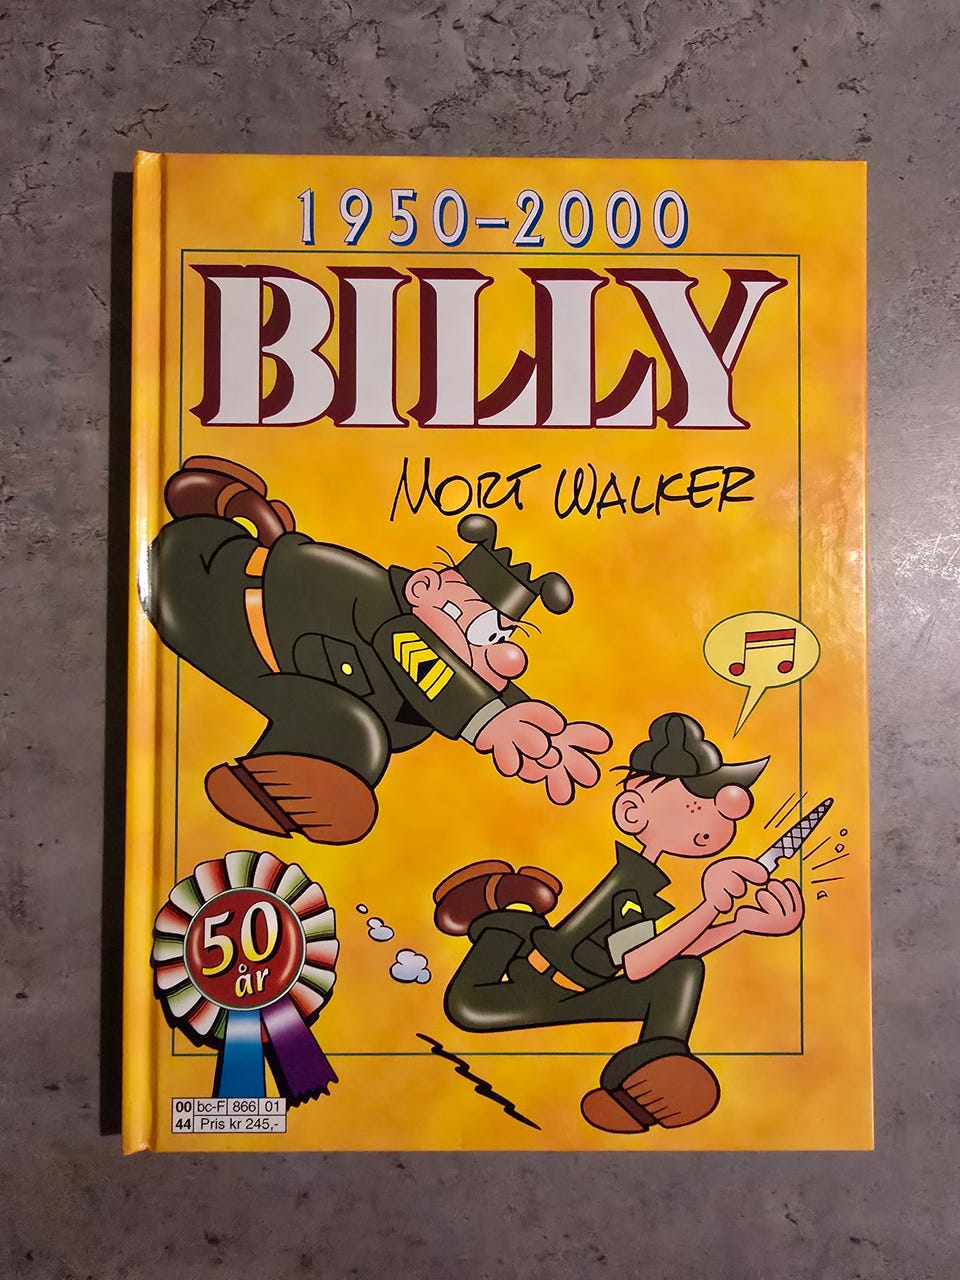 1950-2000
BILLY
MORT WALKER
50
år
00 bc-F 866 01
44 Pris kr 245,-